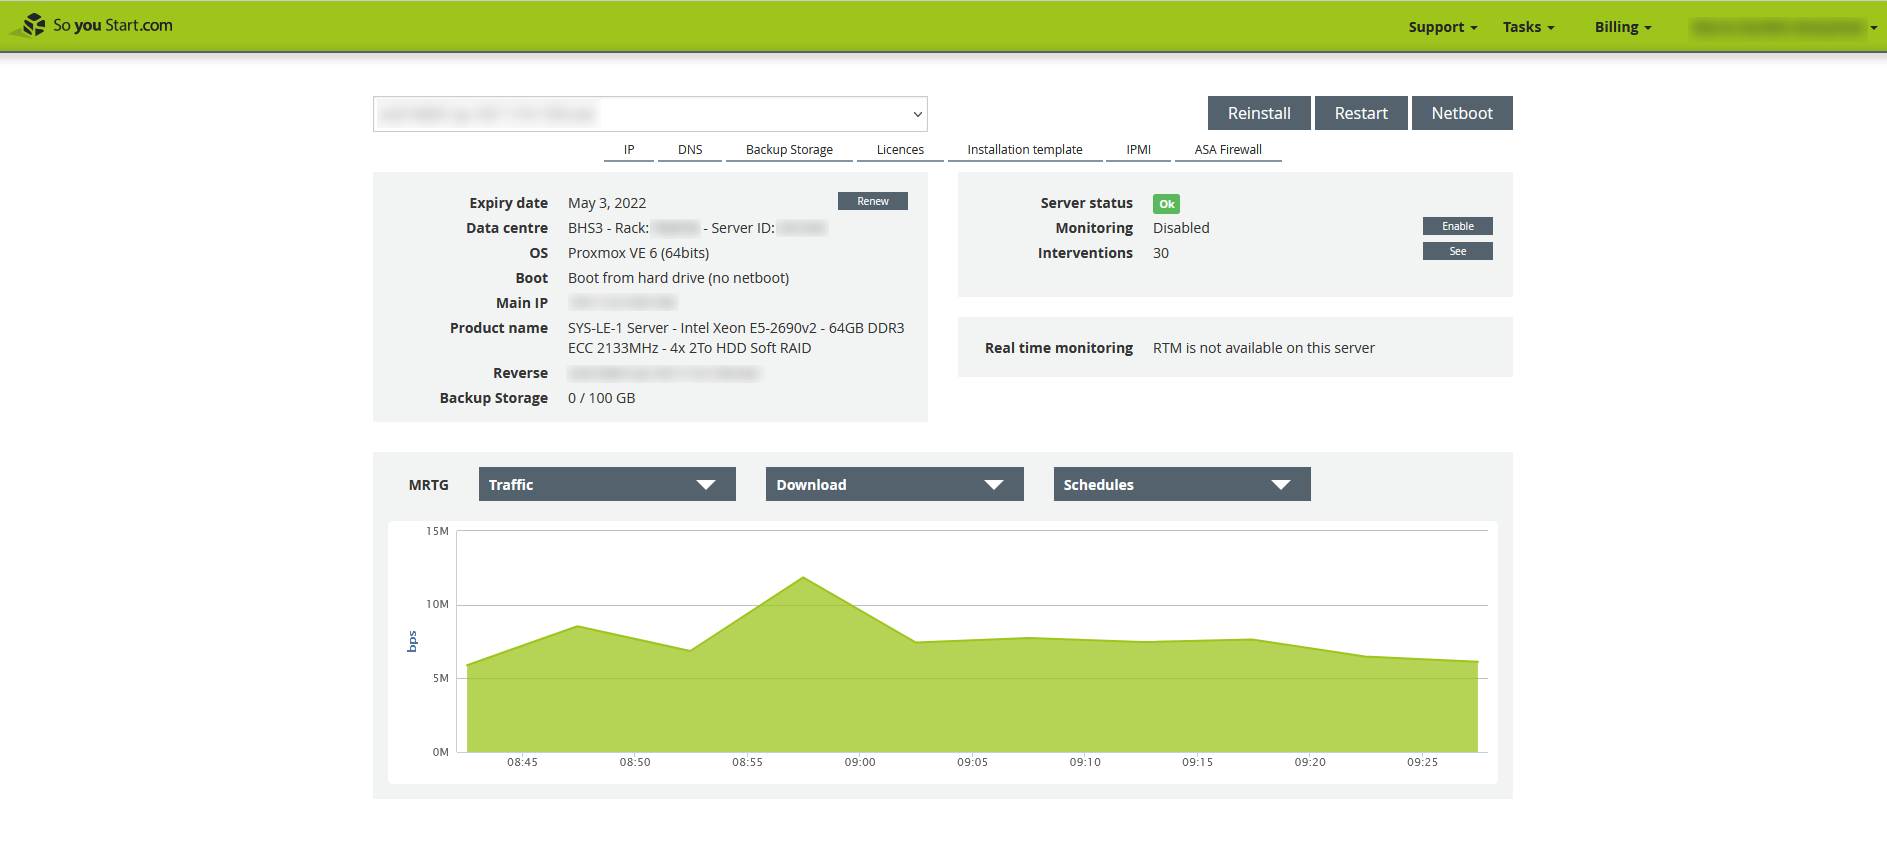 So you Start.com
Support Tasks Billing
Reinstall Restart Netboot
IP DNS Backup Storage Licences Installation template IPMI ASA Firewall
Expiry date May 3, 2022 Renew
Data centre BHS3 - Rack: - Server ID:
OS Proxmox VE 6 (64bits)
Boot Boot from hard drive (no netboot)
Main IP
Product name SYS-LE-1 Server - Intel Xeon E5-2690v2 - 64GB DDR3
ECC 2133MHz - 4x 2To HDD Soft RAID
Reverse
Backup Storage 0 / 100 GB
Server status Ok
Monitoring Disabled Enable
Interventions 30 See
Real time monitoring RTM is not available on this server
MRTG Traffic Download Schedules
15M
10M
5M
0M
bps
08:45 08:50 08:55 09:00 09:05 09:10 09:15 09:20 09:25